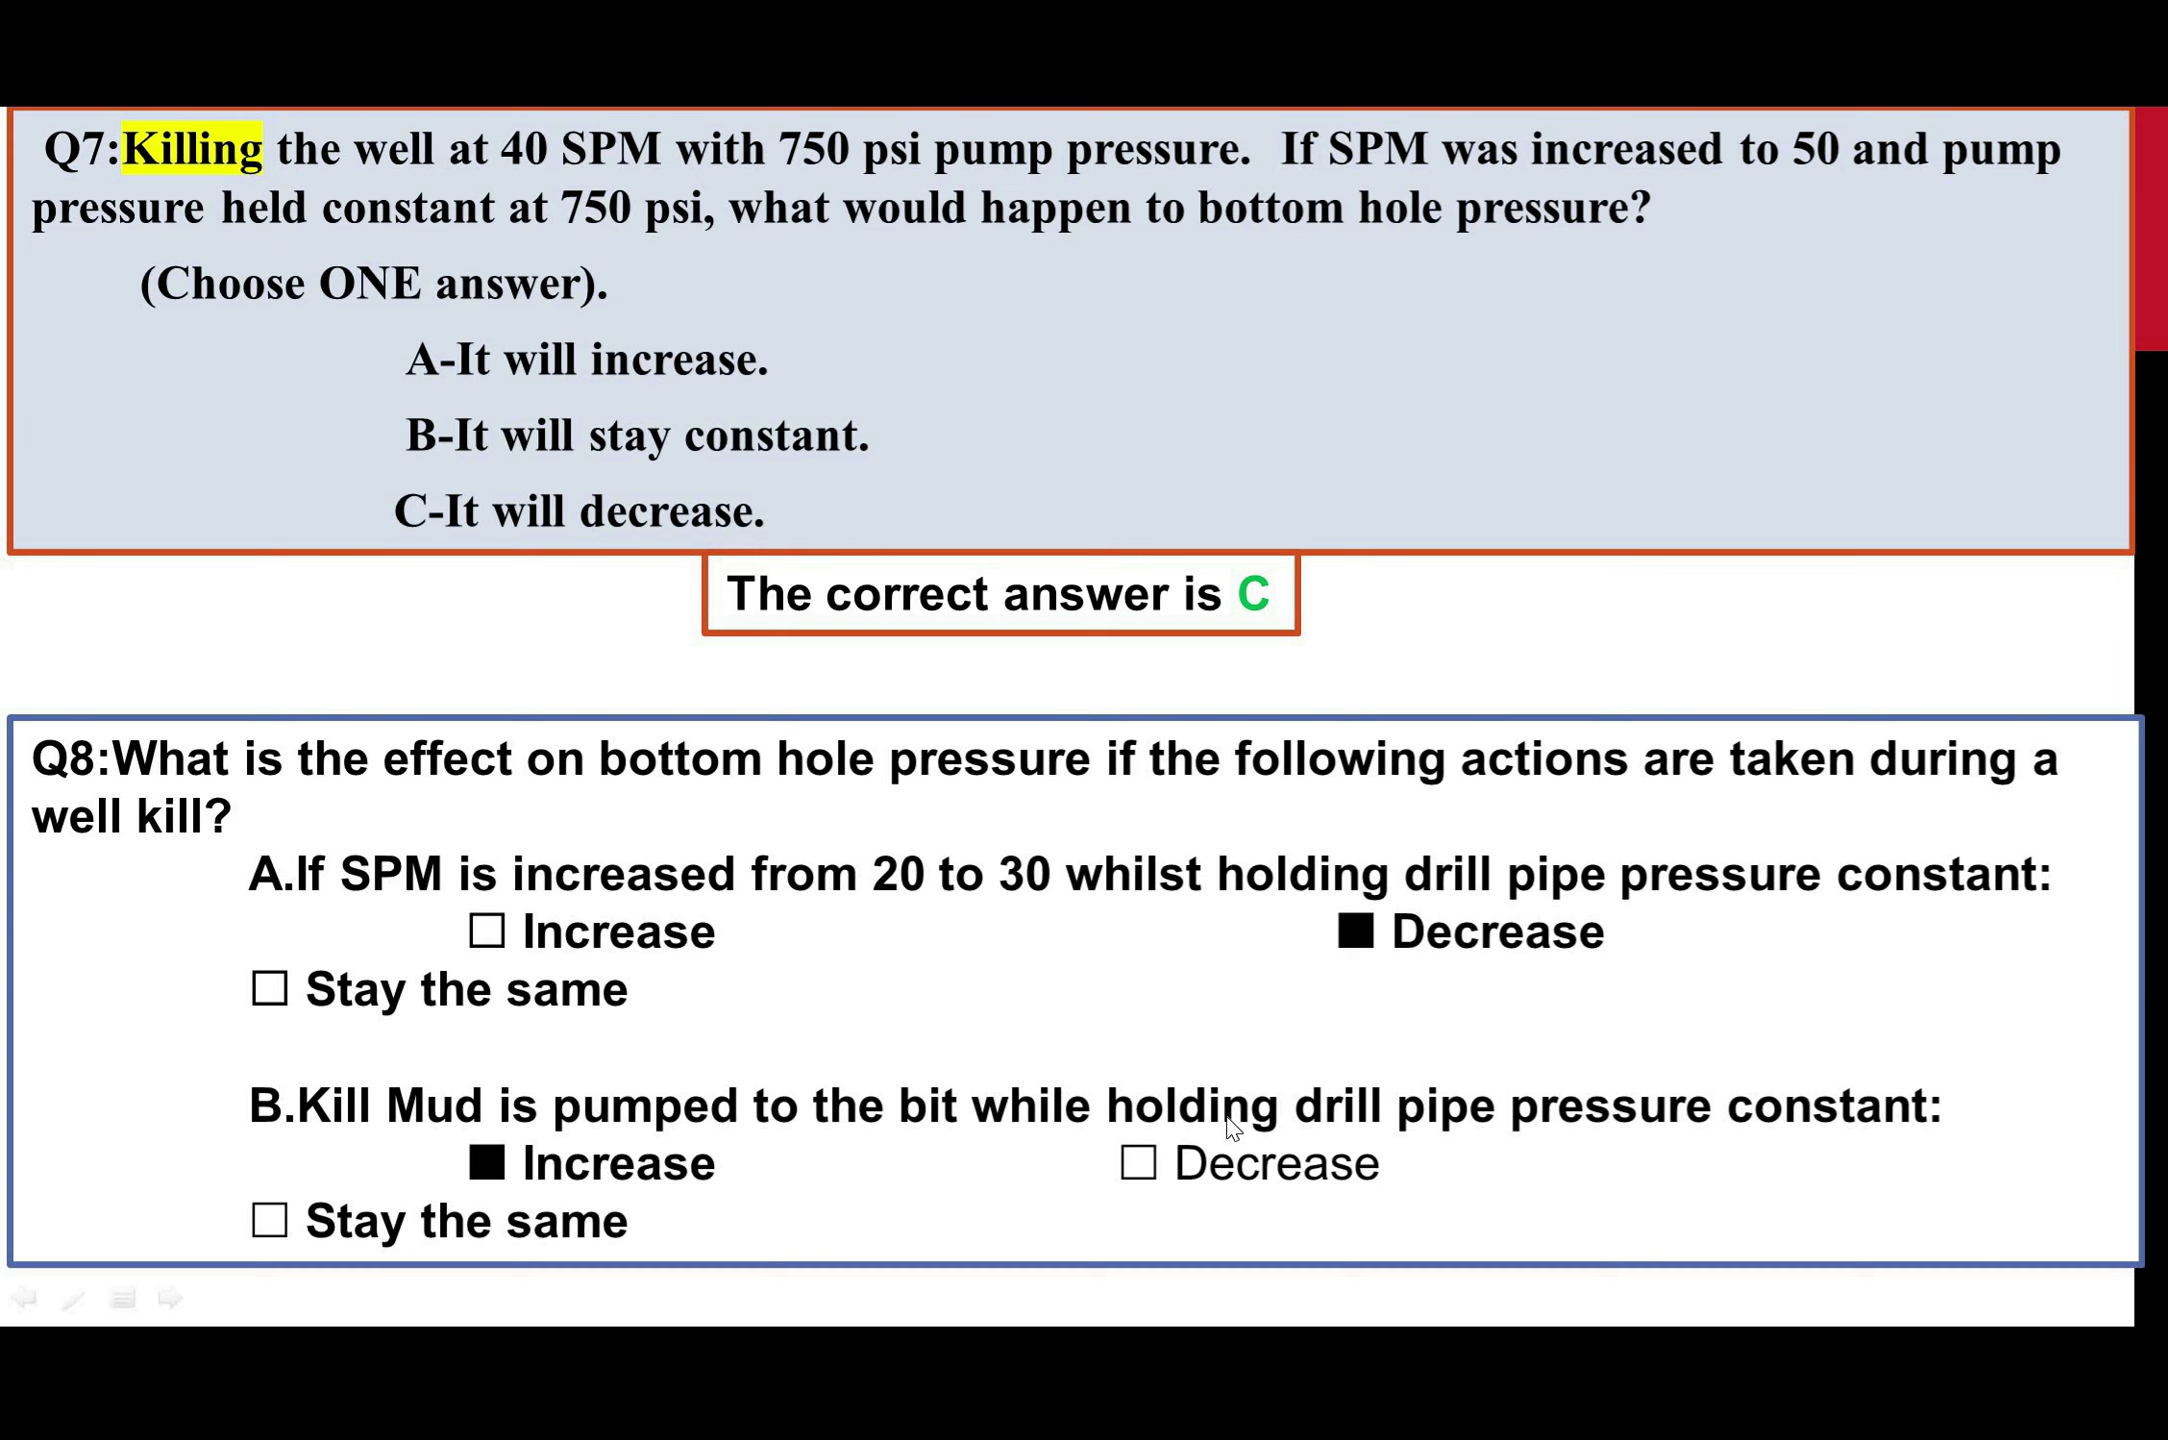 Q7:Killing the well at 40 SPM with 750 psi pump pressure. If SPM was increased to 50 and pump
pressure held constant at 750 psi, what would happen to bottom hole pressure?
(Choose ONE answer).
A-It will increase.
B-It will stay constant.
C-It will decrease.
The correct answer is C
Q8:What is the effect on bottom hole pressure if the following actions are taken during a
well kill?
A.If SPM is increased from 20 to 30 whilst holding drill pipe pressure constant:
☐ Increase ■ Decrease
☐ Stay the same
B.Kill Mud is pumped to the bit while holding drill pipe pressure constant:
■ Increase ☐ Decrease
☐ Stay the same